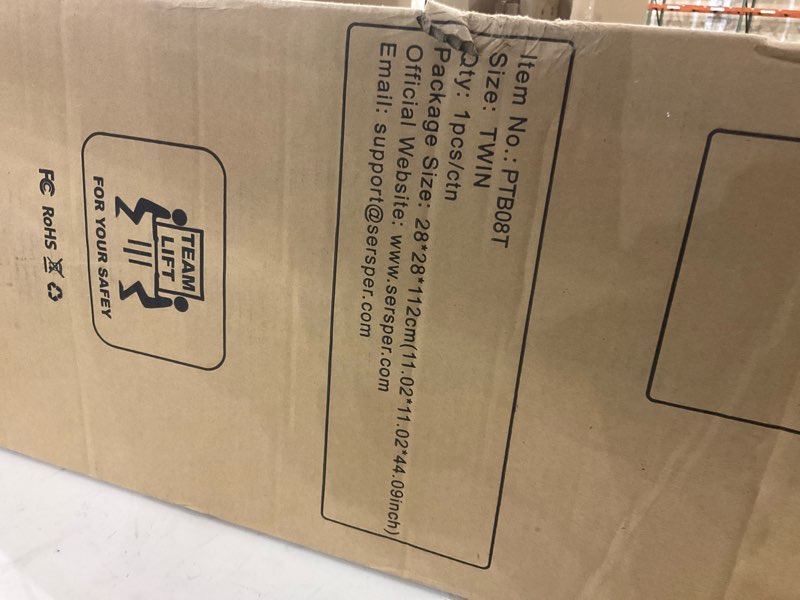 Item No.: PTB08T
Size: TWIN
Qty: 1pcs/ctn
Package Size: 28*28*112cm(11.02*11.02*44.09inch)
Official Website: www.sersper.com
Email: support@sersper.com
TEAM
LIFT
FOR YOUR SAFEY
FC RoHS